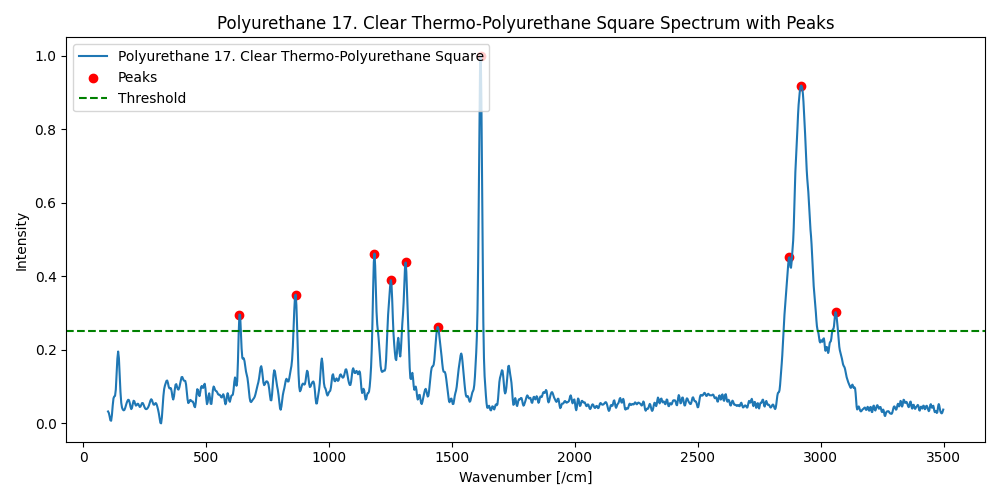 Polyurethane 17. Clear Thermo-Polyurethane Square Spectrum with Peaks
Polyurethane 17. Clear Thermo-Polyurethane Square
Peaks
Threshold
1.0
0.8
0.6
0.4
0.2
0.0
Intensity
0 500 1000 1500 2000 2500 3000 3500
Wavenumber [/cm]